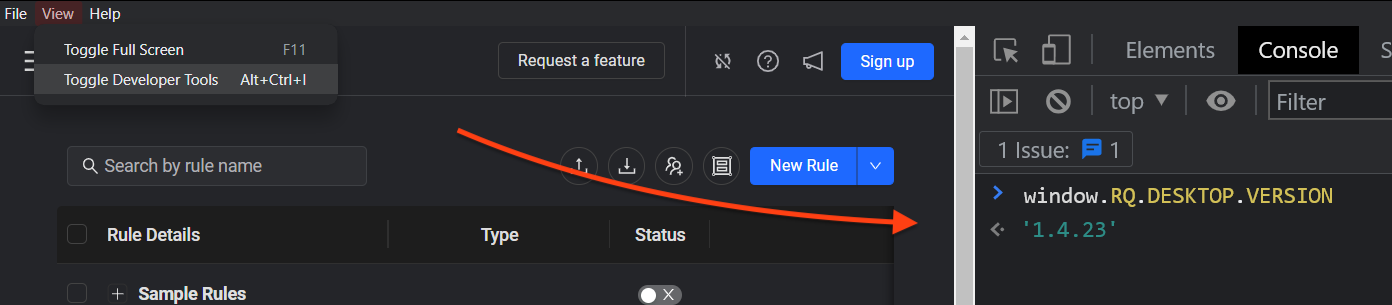 File View Help
Toggle Full Screen F11
Toggle Developer Tools Alt+Ctrl+I
Request a feature
Sign up
Search by rule name
New Rule
Rule Details Type Status
Sample Rules
Elements Console S
top Filter
1 Issue: 1
window.RQ.DESKTOP.VERSION
'1.4.23'